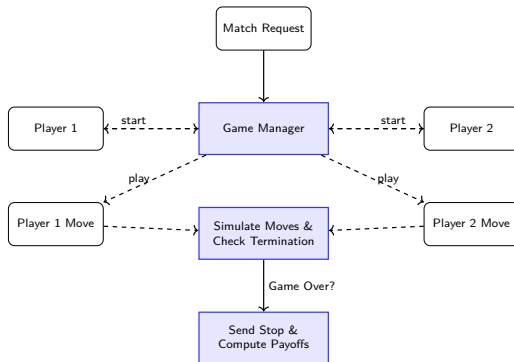 Match Request
Player 1
start
Game Manager
start
Player 2
play
play
Player 1 Move
Simulate Moves &
Check Termination
Player 2 Move
Game Over?
Send Stop &
Compute Payoffs